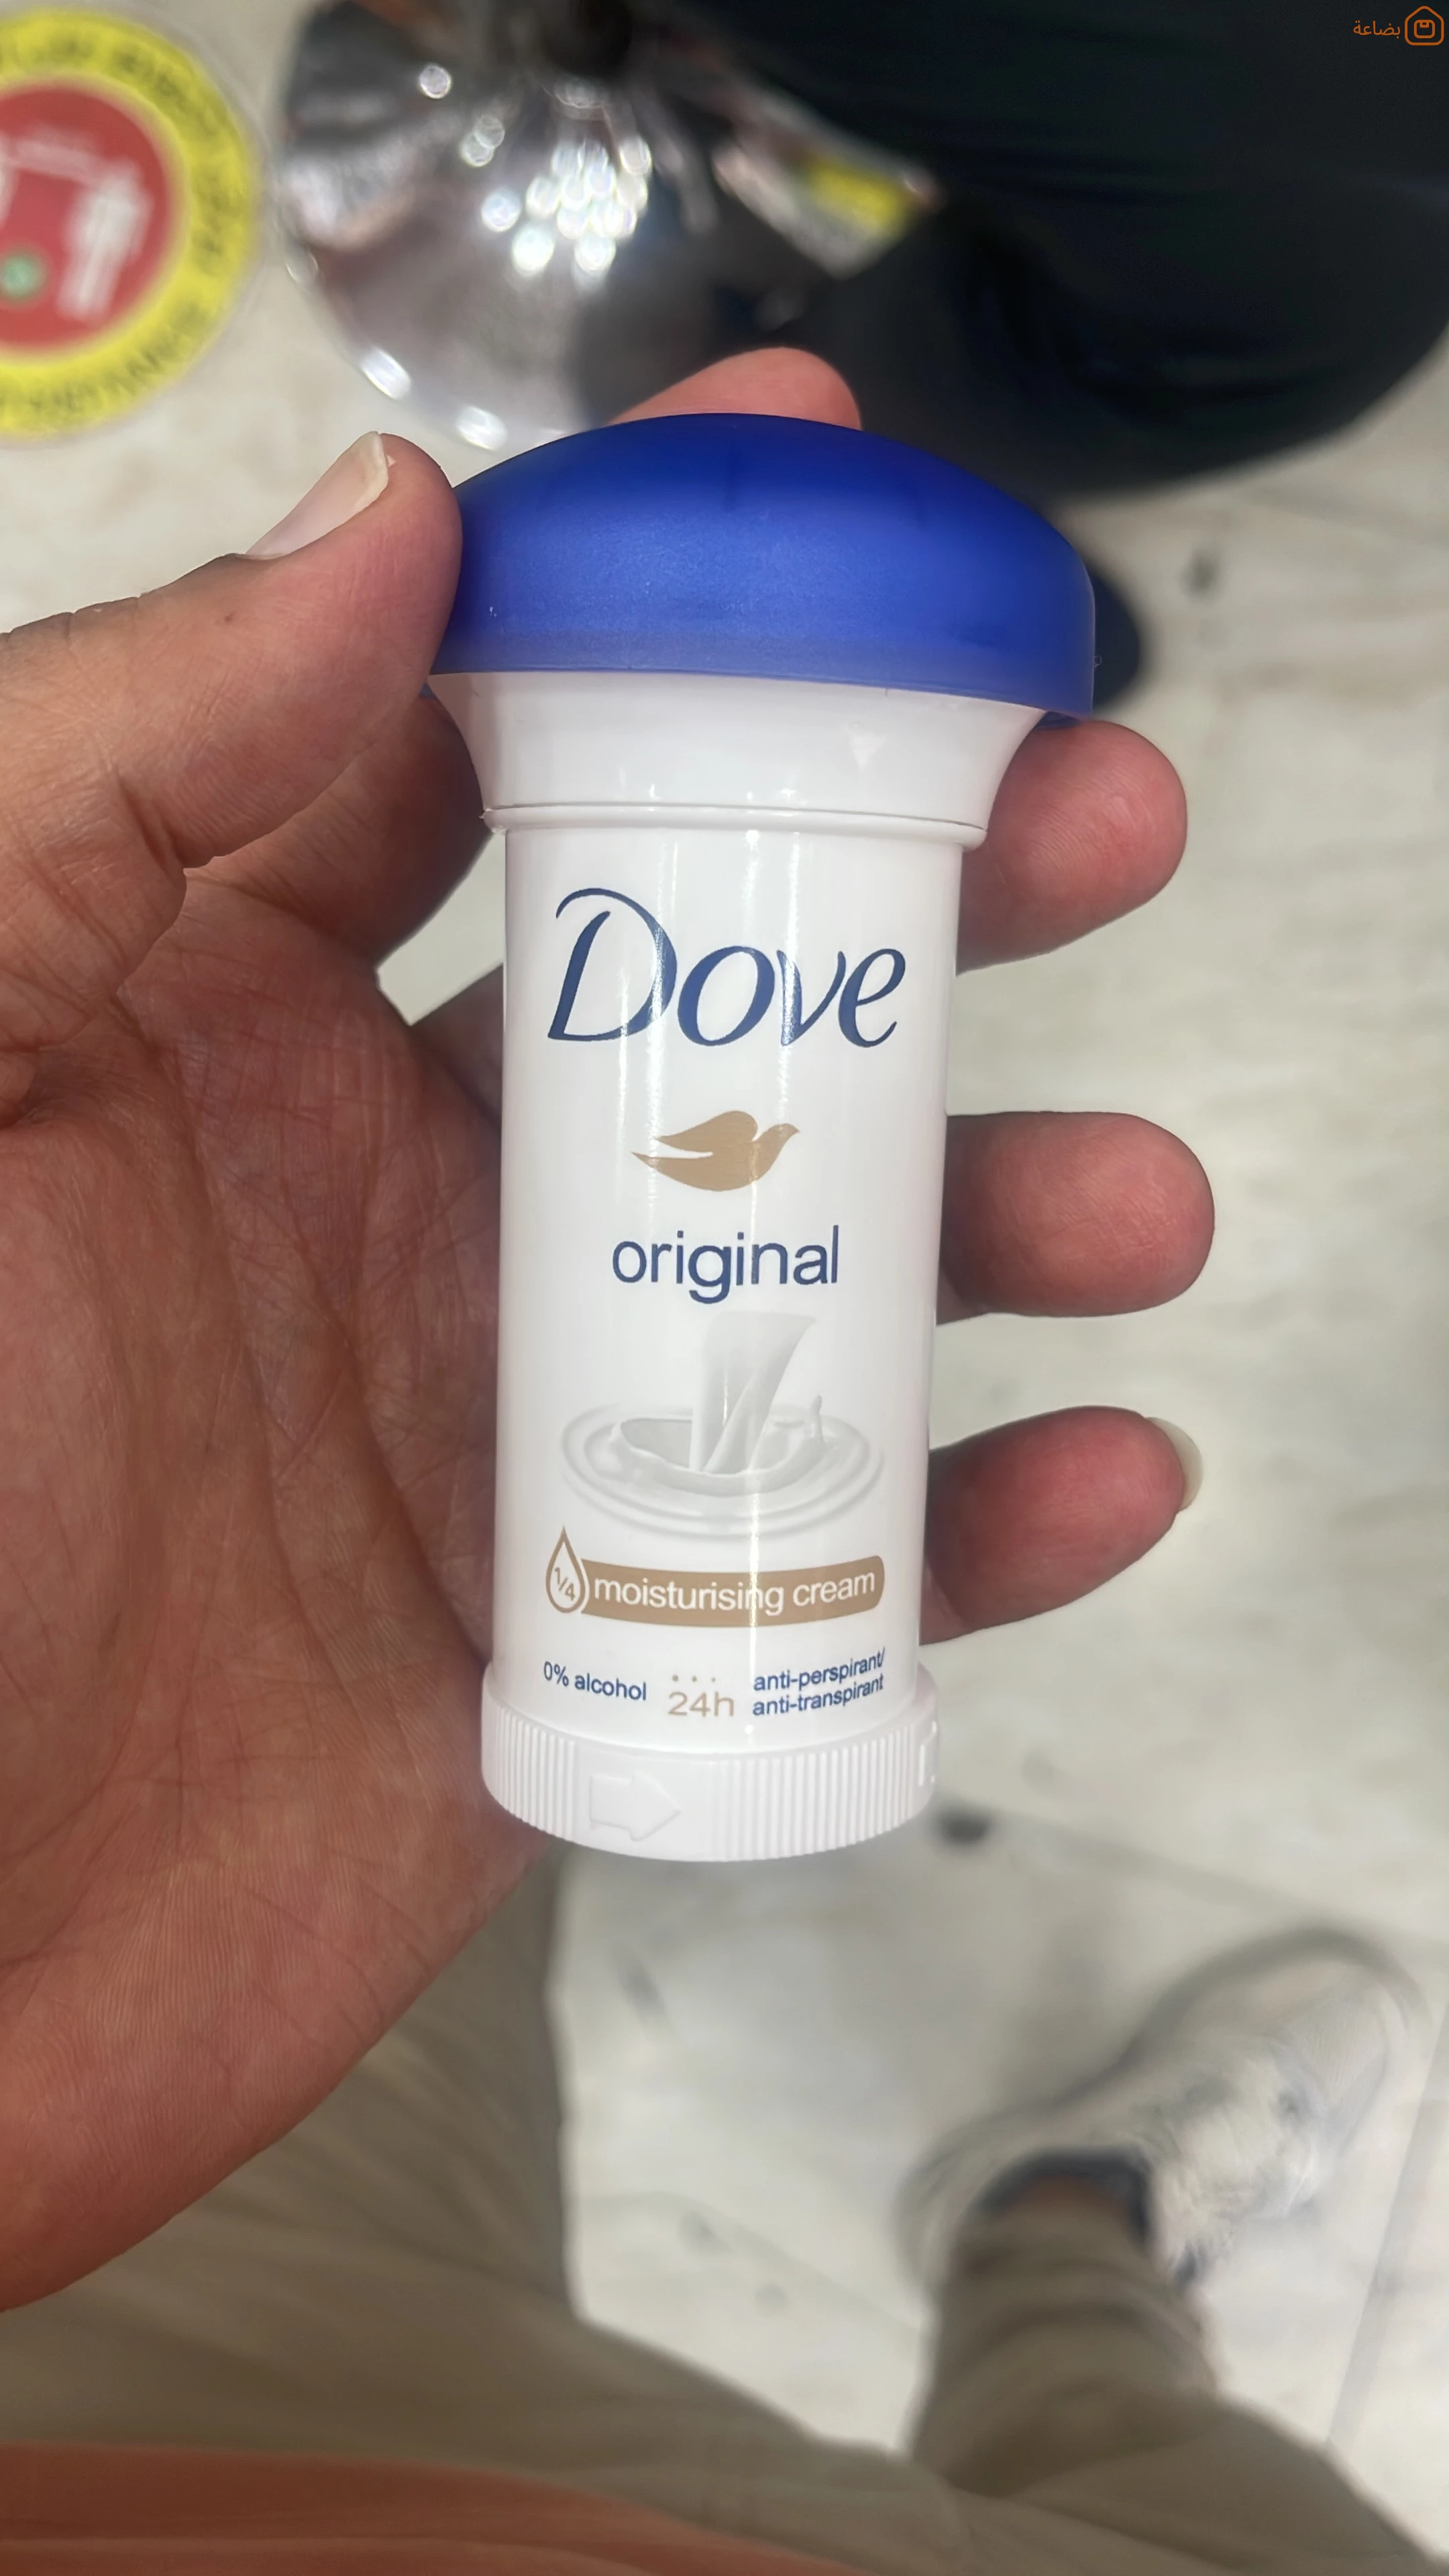 بضاعة
Dove
original
1/4 moisturising cream
0% alcohol
24h
anti-perspirant/
anti-transpirant